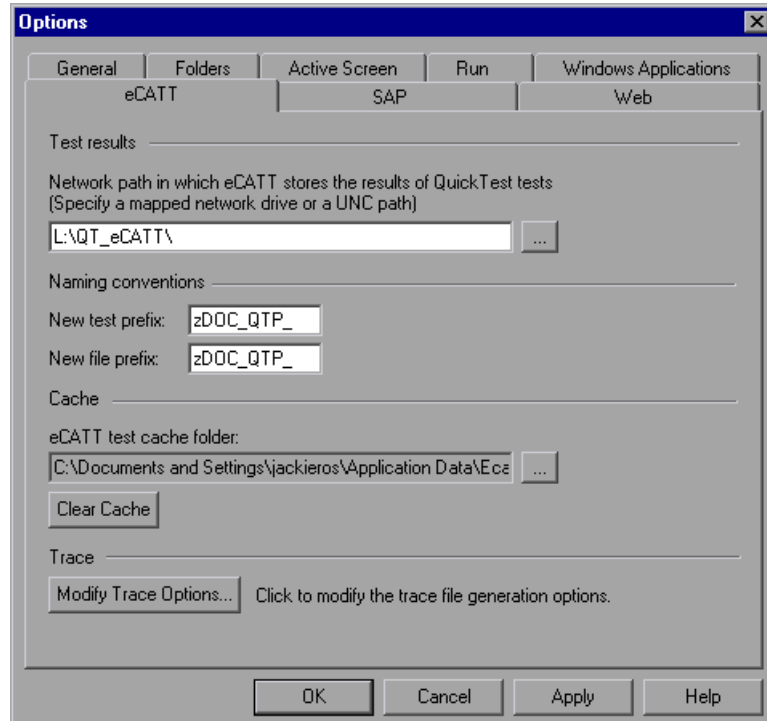 Options
General Folders Active Screen Run Windows Applications
eCATT SAP Web
Test results
Network path in which eCATT stores the results of QuickTest tests
(Specify a mapped network drive or a UNC path)
L:\QT_eCATT\
...
Naming conventions
New test prefix: zDOC_QTP_
New file prefix: zDOC_QTP_
Cache
eCATT test cache folder:
C:\Documents and Settings\jackieros\Application Data\Eca
...
Clear Cache
Trace
Modify Trace Options... Click to modify the trace file generation options.
OK Cancel Apply Help